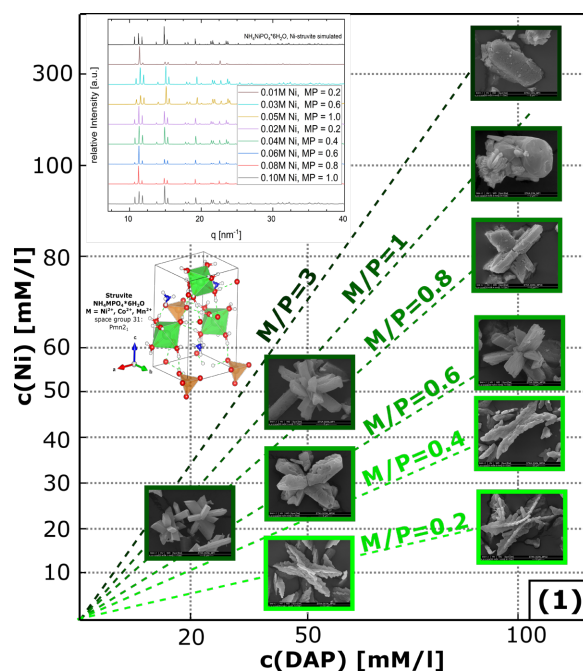 NH₄NiPO₄*6H₂O, Ni-struvite simulated
0.01M Ni, MP = 0.2
0.03M Ni, MP = 0.6
0.05M Ni, MP = 1.0
0.02M Ni, MP = 0.2
0.04M Ni, MP = 0.4
0.06M Ni, MP = 0.6
0.08M Ni, MP = 0.8
0.10M Ni, MP = 1.0
relative Intensity [a.u.]
10 15 20 25 30 35 40
q [nm⁻¹]
Struvite
NH₄MPO₄*6H₂O
M = Ni²⁺, Co²⁺, Mn²⁺
space group 31:
Pmn2₁
c
a
b
M/P=3
M/P=1
M/P=0.8
M/P=0.6
M/P=0.4
M/P=0.2
c(Ni) [mM/l]
300
100
80
60
50
40
30
20
10
20
50
100
c(DAP) [mM/l]
(1)